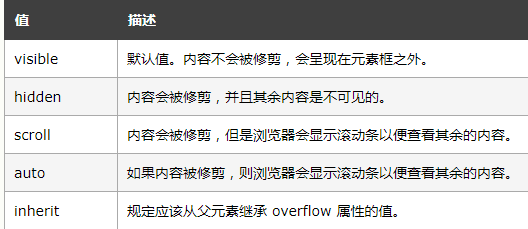 值 描述
visible 默认值。内容不会被修剪，会呈现在元素框之外。
hidden 内容会被修剪，并且其余内容是不可见的。
scroll 内容会被修剪，但是浏览器会显示滚动条以便查看其余的内容。
auto 如果内容被修剪，则浏览器会显示滚动条以便查看其余的内容。
inherit 规定应该从父元素继承 overflow 属性的值。